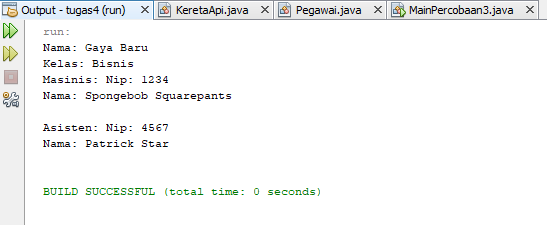 Output - tugas4 (run) KeretaApi.java Pegawai.java MainPercobaan3.java
run:
Nama: Gaya Baru
Kelas: Bisnis
Masinis: Nip: 1234
Nama: Spongebob Squarepants
Asisten: Nip: 4567
Nama: Patrick Star
BUILD SUCCESSFUL (total time: 0 seconds)